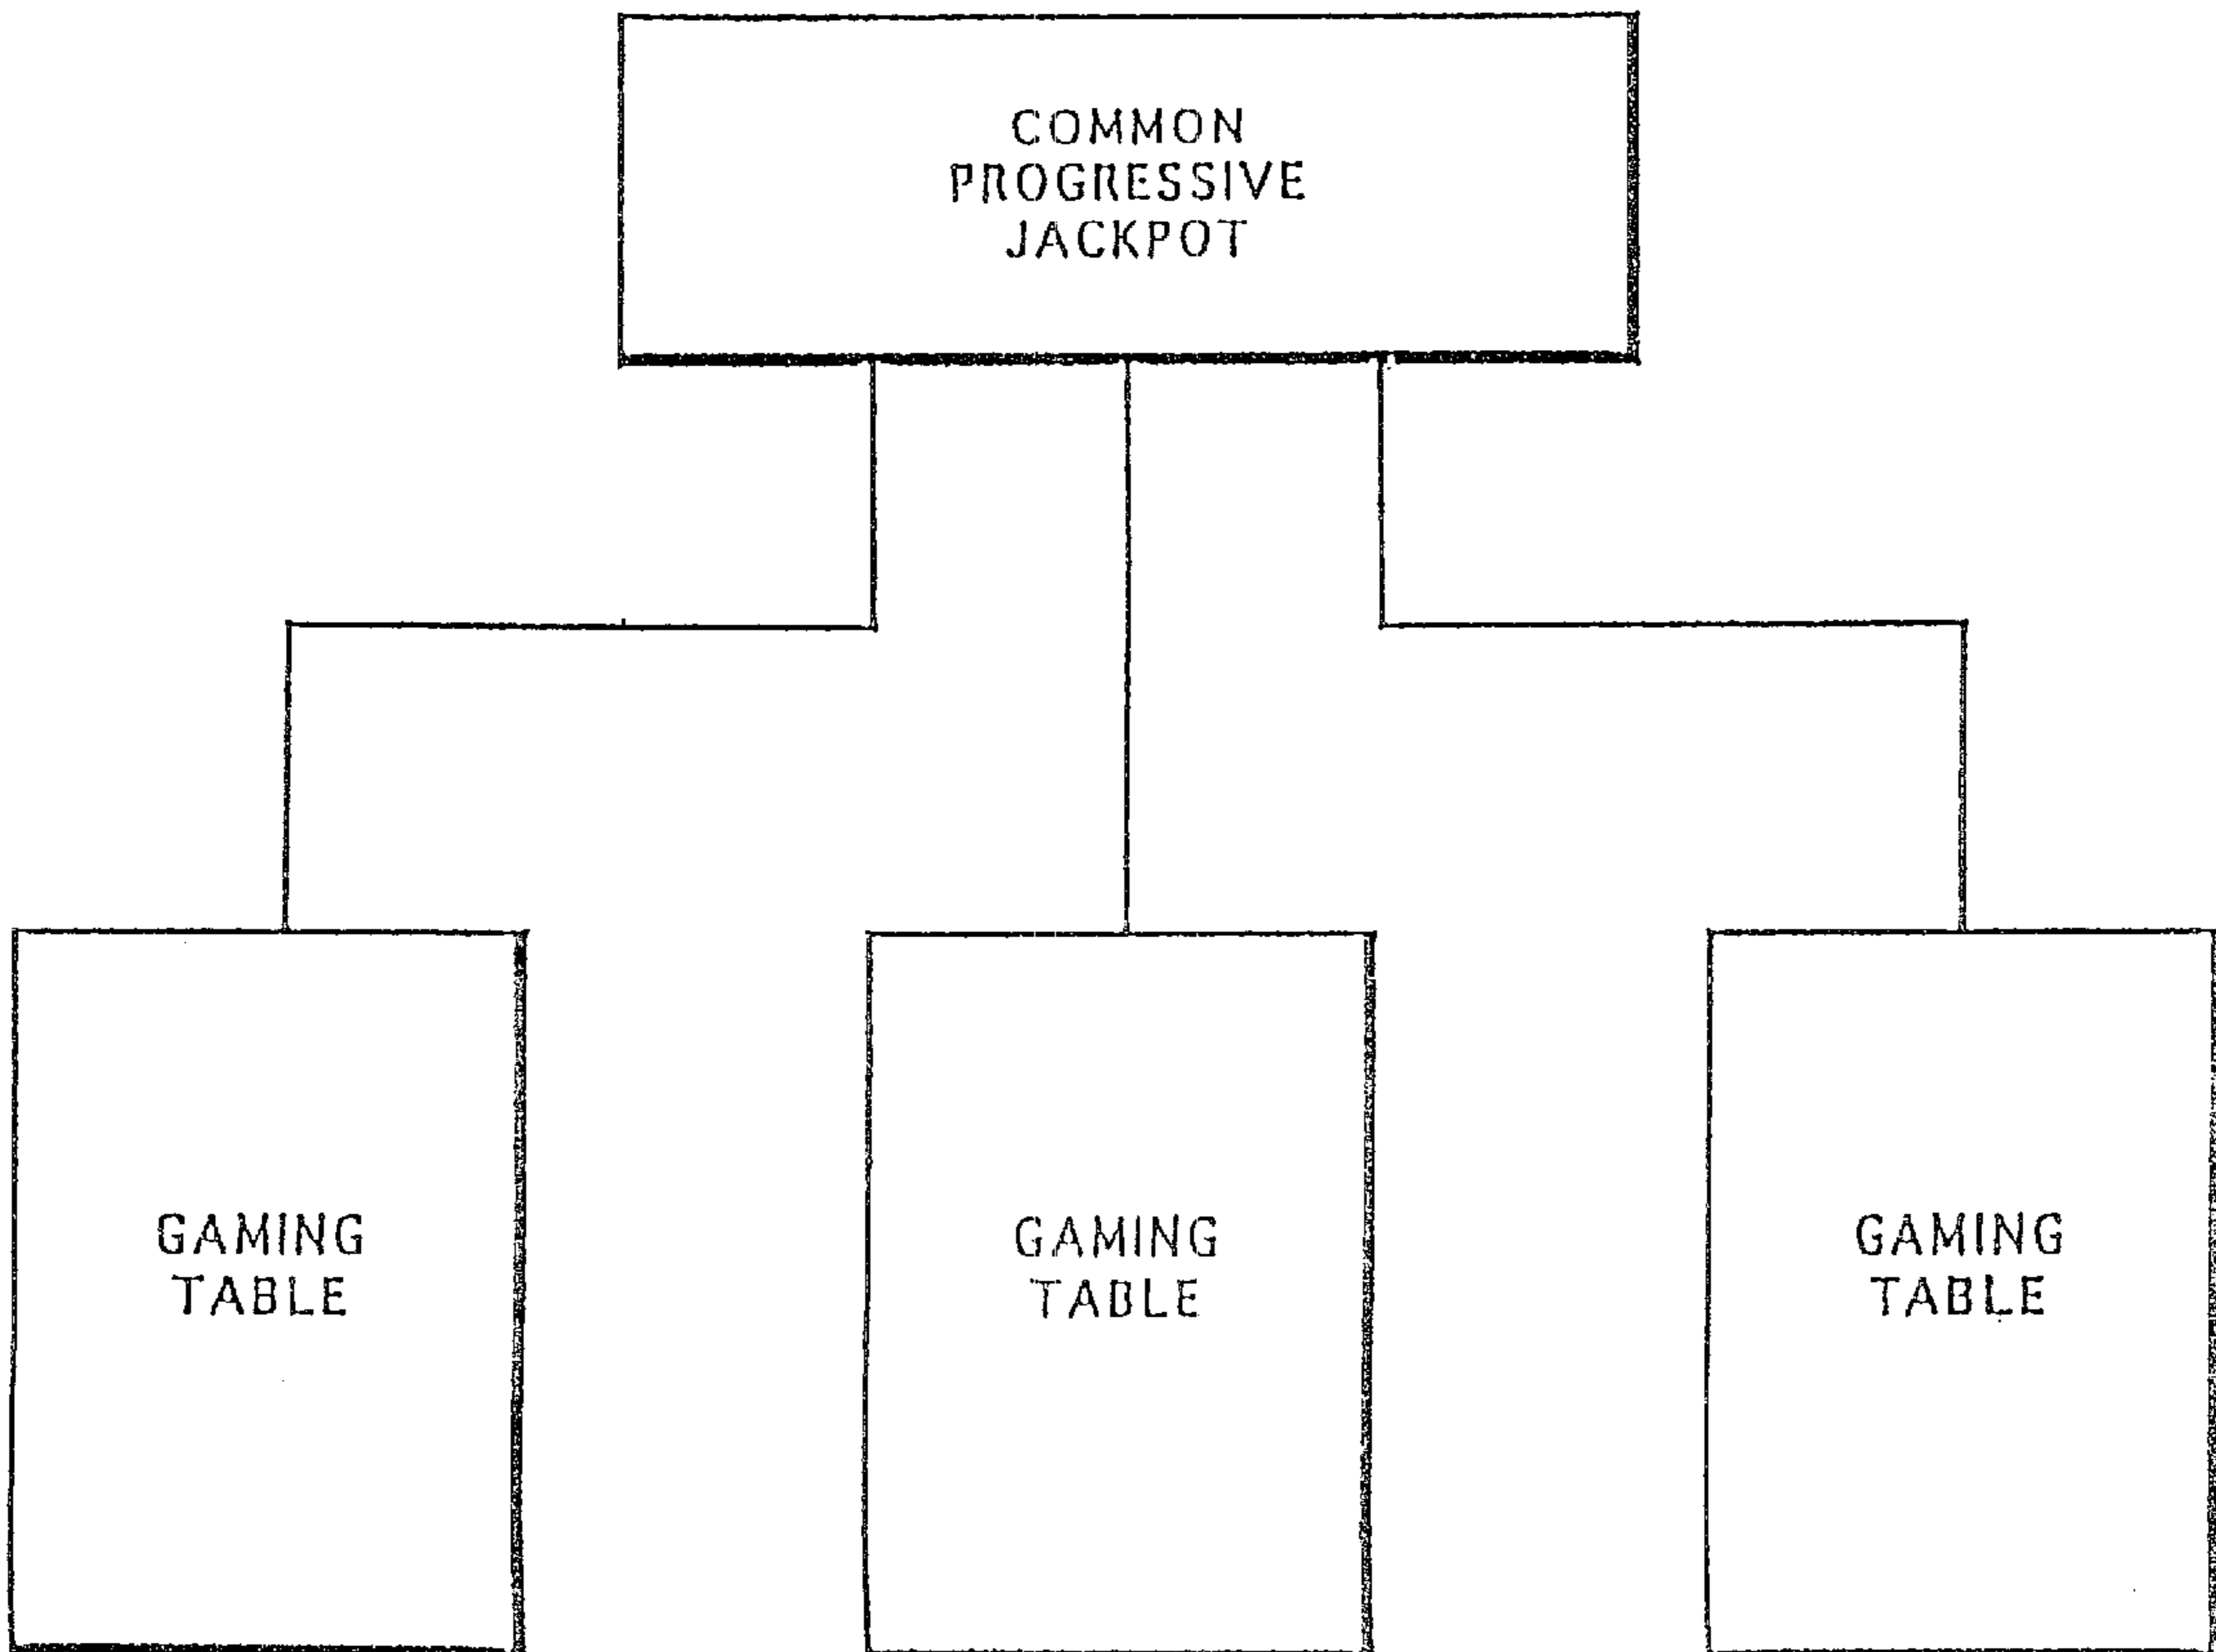 COMMON
PROGRESSIVE
JACKPOT
GAMING
TABLE
GAMING
TABLE
GAMING
TABLE